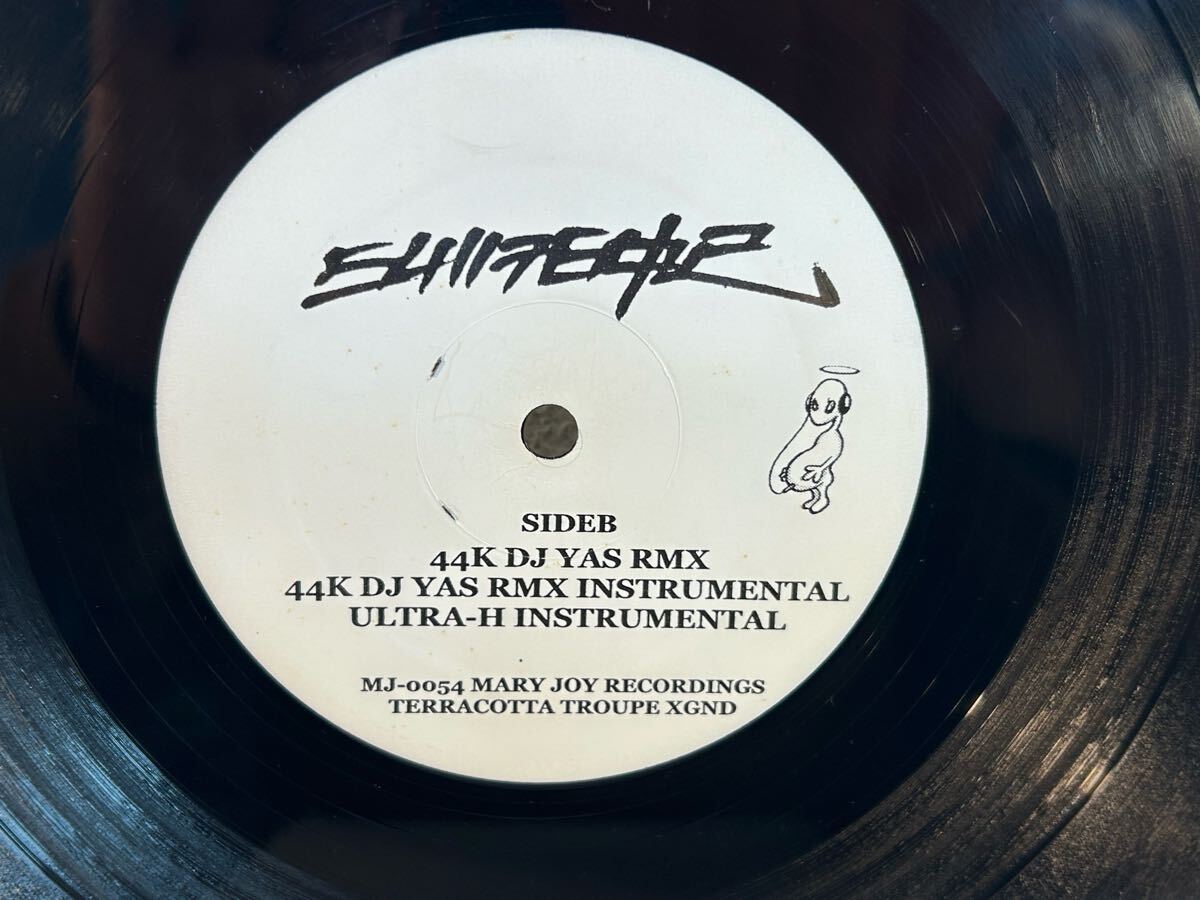 SIDEB
44K DJ YAS RMX
44K DJ YAS RMX INSTRUMENTAL
ULTRA-H INSTRUMENTAL
MJ-0054 MARY JOY RECORDINGS
TERRACOTTA TROUPE XGND